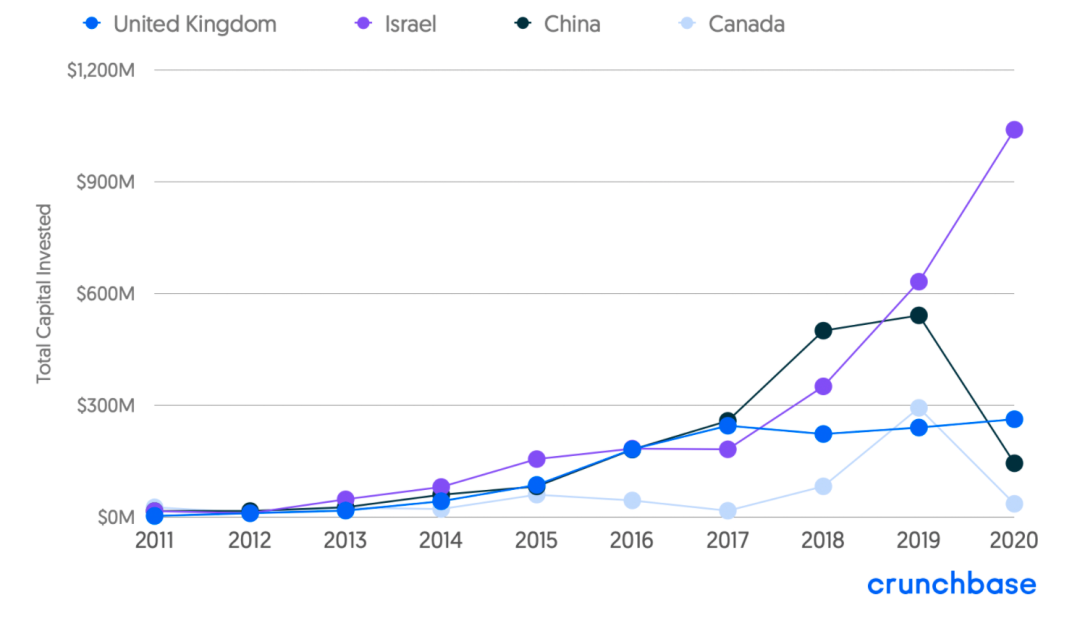 United Kingdom Israel China Canada
$1,200M
$900M
$600M
$300M
$0M
Total Capital Invested
2011 2012 2013 2014 2015 2016 2017 2018 2019 2020
crunchbase